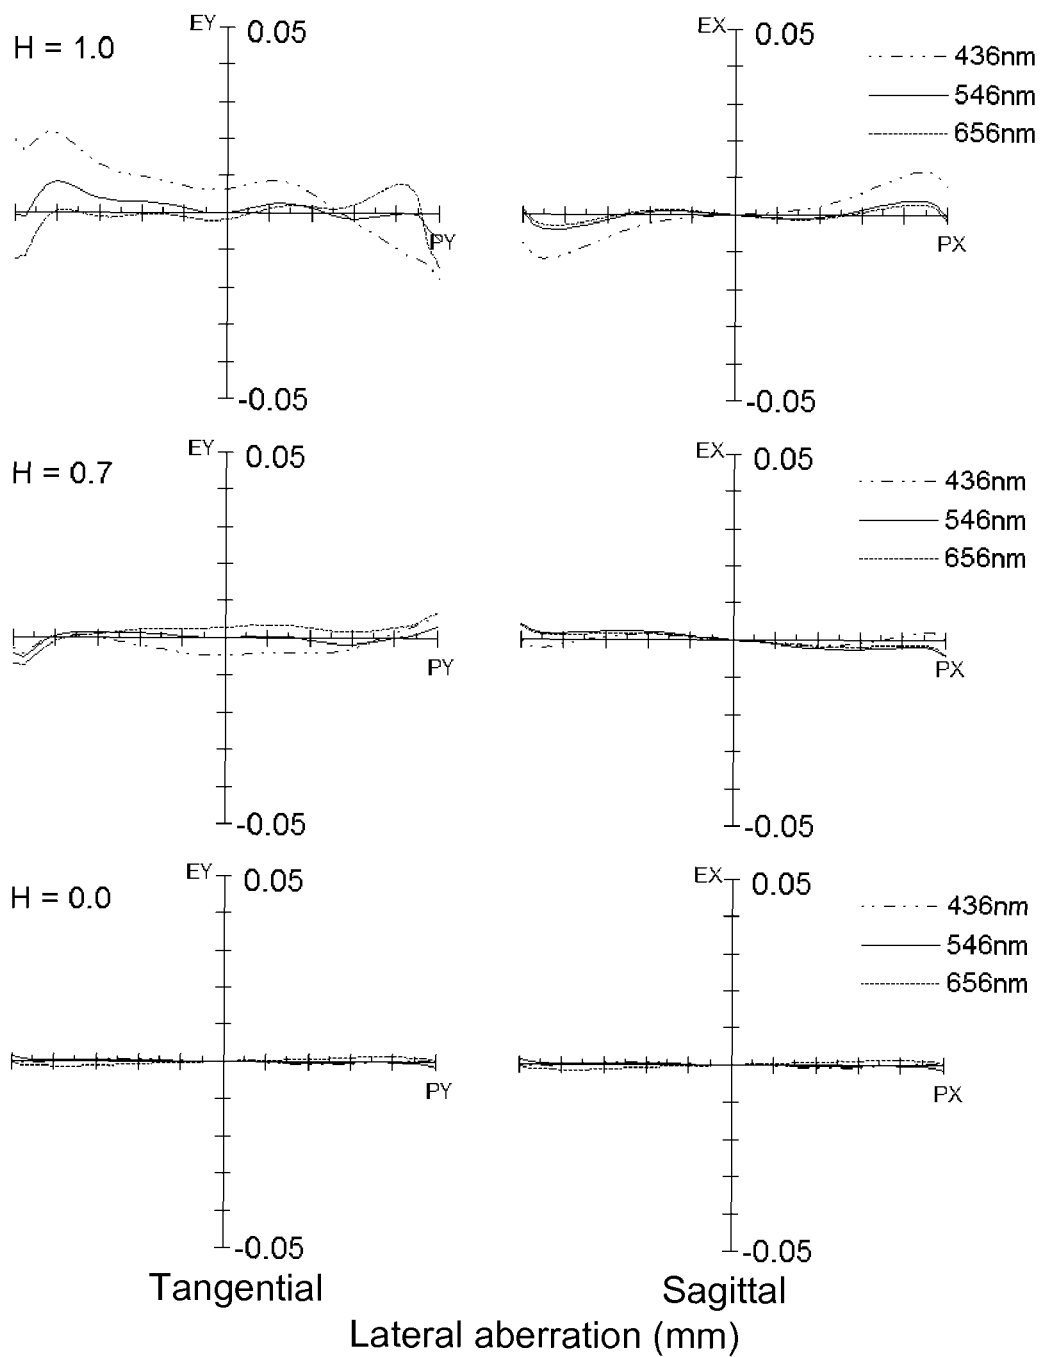 EY 0.05 EX 0.05
H = 1.0
436nm
546nm
656nm
PY PX
-0.05 -0.05
EY 0.05 EX 0.05
H = 0.7
436nm
546nm
656nm
PY PX
-0.05 -0.05
EY 0.05 EX 0.05
H = 0.0
436nm
546nm
656nm
PY PX
-0.05 -0.05
Tangential Sagittal
Lateral aberration (mm)